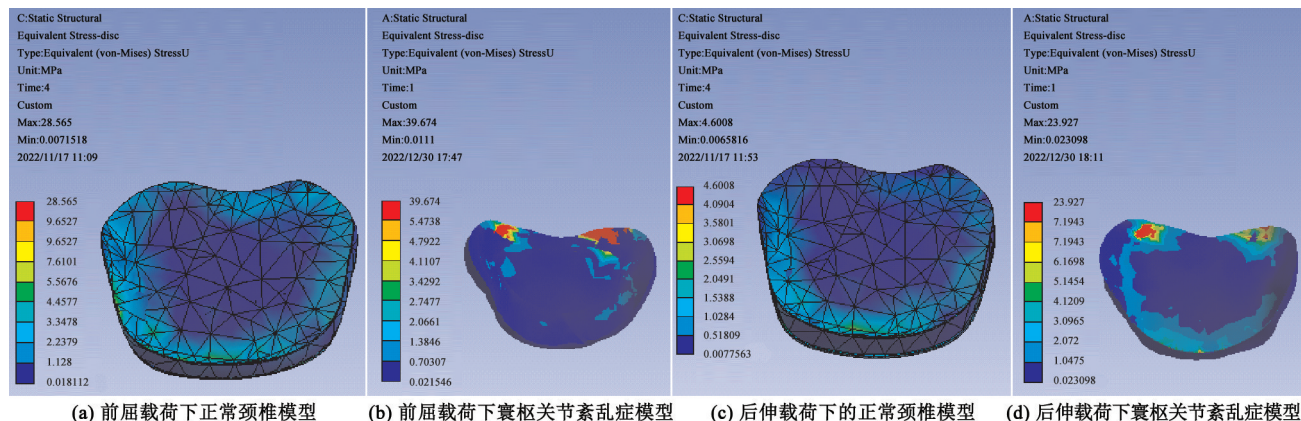 C:Static Structural
Equivalent Stress-disc
Type:Equivalent (von-Mises) StressU
Unit:MPa
Time:4
Custom
Max:28.565
Min:0.0071518
2022/11/17 11:09
28.565
9.6527
9.6527
7.6101
5.5676
4.4577
3.3478
2.2379
1.128
0.018112
(a) 前屈载荷下正常颈椎模型
A:Static Structural
Equivalent Stress-disc
Type:Equivalent (von-Mises) StressU
Unit:MPa
Time:1
Custom
Max:39.674
Min:0.0111
2022/12/30 17:47
39.674
5.4738
4.7922
4.1107
3.4292
2.7477
2.0661
1.3846
0.70307
0.021546
(b) 前屈载荷下寰枢关节紊乱症模型
C:Static Structural
Equivalent Stress-disc
Type:Equivalent (von-Mises) StressU
Unit:MPa
Time:4
Custom
Max:4.6008
Min:0.0065816
2022/11/17 11:53
4.6008
4.0904
3.5801
3.0698
2.5594
2.0491
1.5388
1.0284
0.51809
0.0077563
(c) 后伸载荷下的正常颈椎模型
A:Static Structural
Equivalent Stress-disc
Type:Equivalent (von-Mises) StressU
Unit:MPa
Time:1
Custom
Max:23.927
Min:0.023098
2022/12/30 18:11
23.927
7.1943
7.1943
6.1698
5.1454
4.1209
3.0965
2.072
1.0475
0.023098
(d) 后伸载荷下寰枢关节紊乱症模型